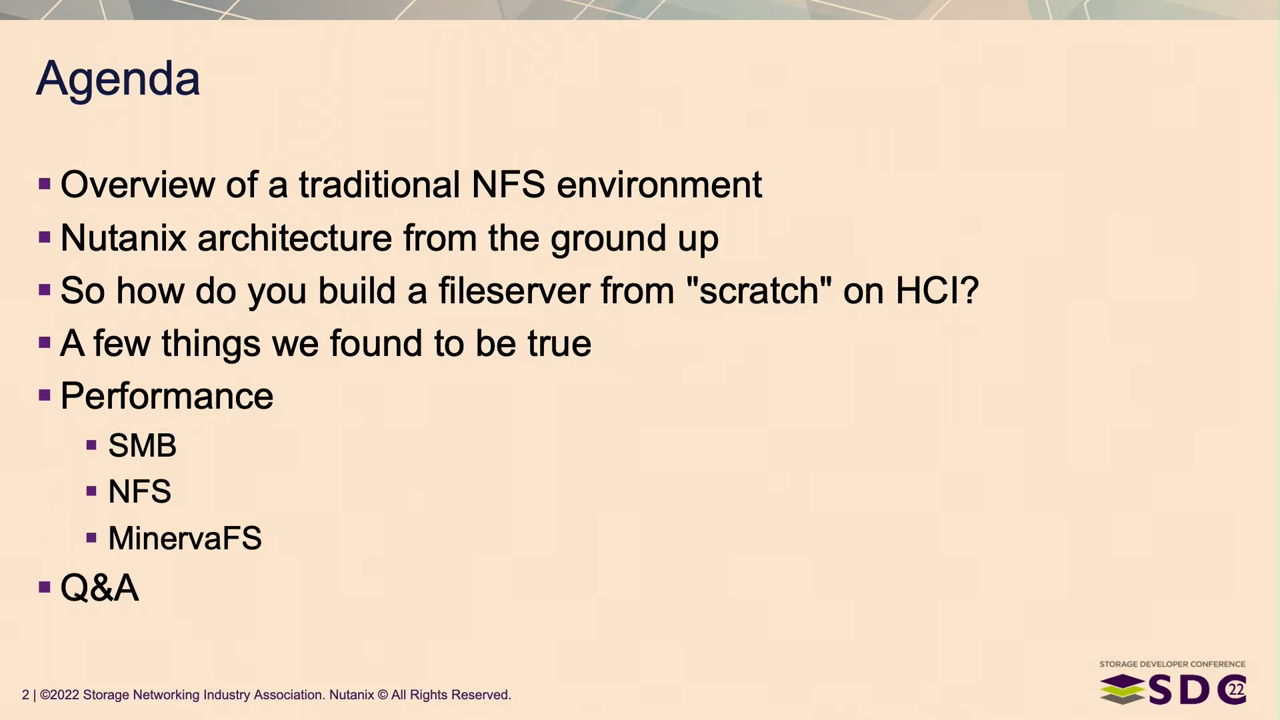 Agenda
▪ Overview of a traditional NFS environment
▪ Nutanix architecture from the ground up
▪ So how do you build a fileserver from "scratch" on HCI?
▪ A few things we found to be true
▪ Performance
▪ SMB
▪ NFS
▪ MinervaFS
▪ Q&A
2 | ©2022 Storage Networking Industry Association. Nutanix © All Rights Reserved.
STORAGE DEVELOPER CONFERENCE
SDC 22